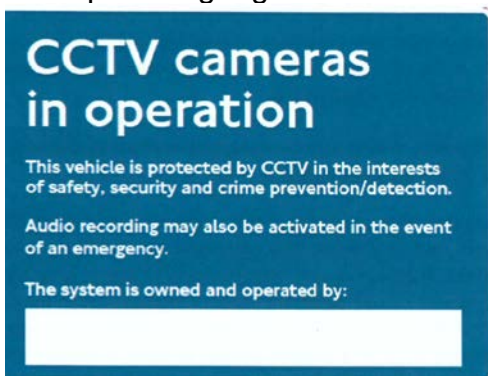 CCTV cameras
in operation
This vehicle is protected by CCTV in the interests
of safety, security and crime prevention/detection.
Audio recording may also be activated in the event
of an emergency.
The system is owned and operated by: